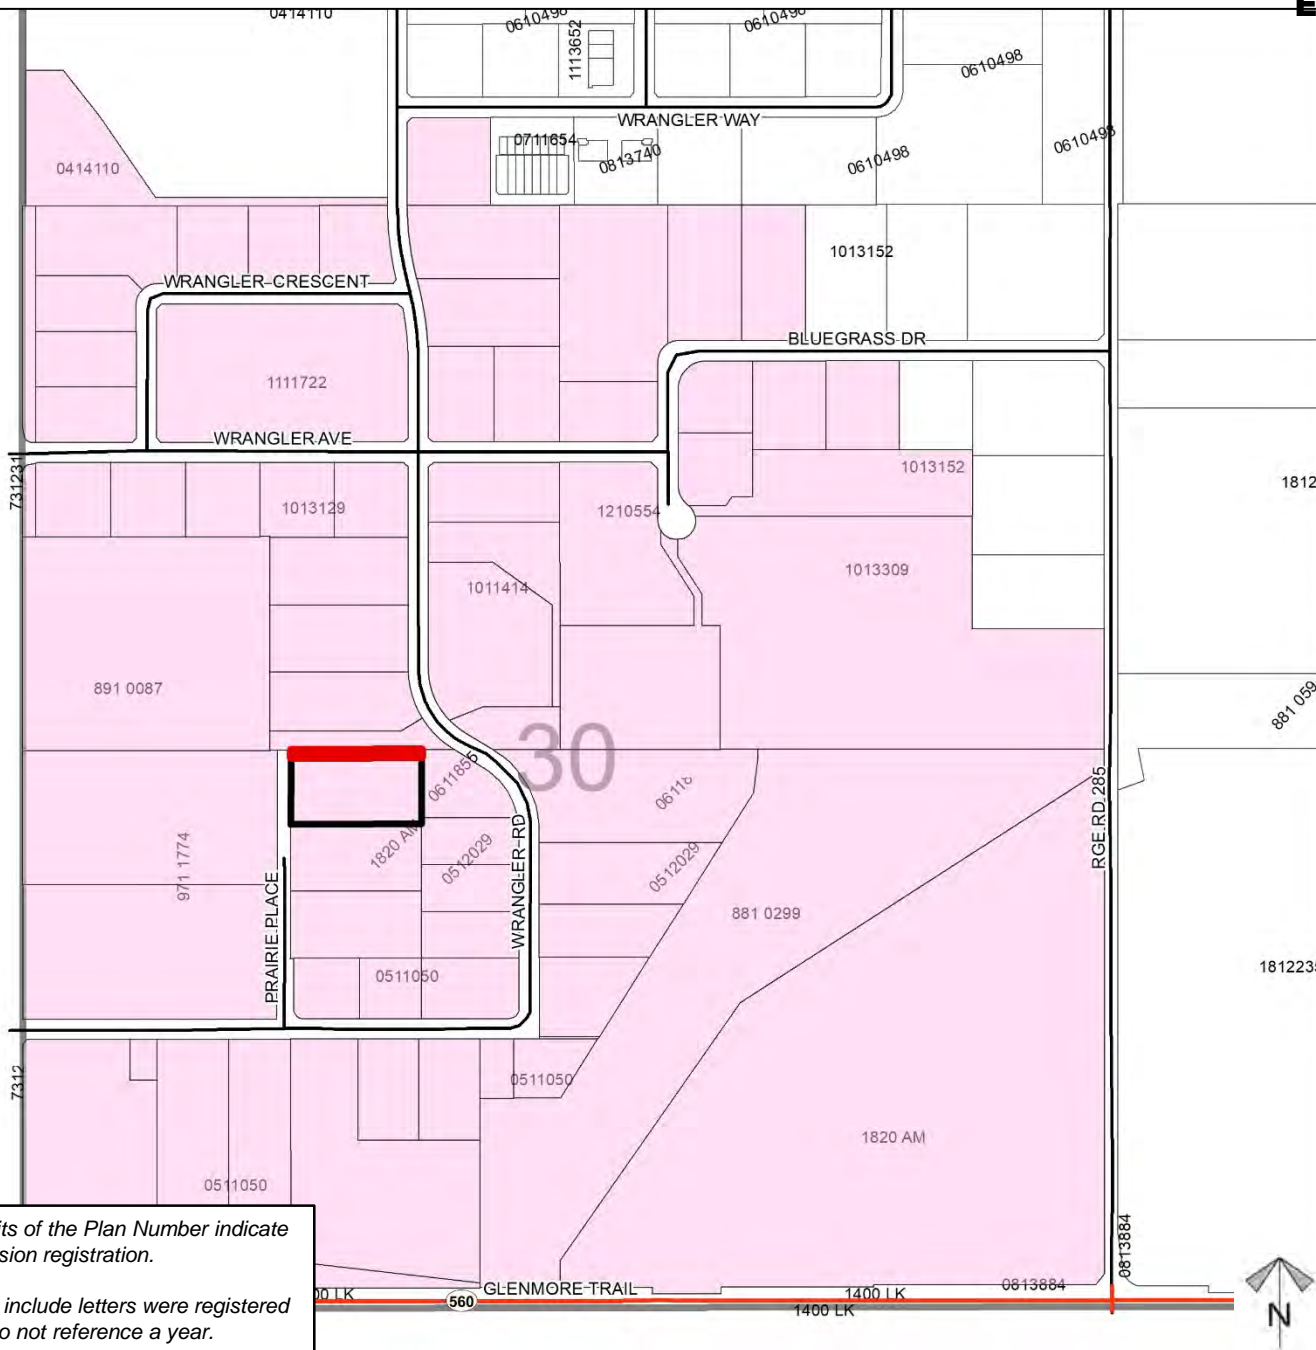 0414110
0610498
0610498
1113652
0610498
WRANGLER WAY
0711654
0813740
0610498
0610498
0414110
1013152
WRANGLER CRESCENT
BLUEGRASS DR
1111722
WRANGLER AVE
731231
1013152
1812
1013129
1210554
1013309
1011414
891 0087
881 059
30
0611855
06118
RGE RD 285
971 1774
1820 AM
0512029
WRANGLER RD
0512029
PRAIRIE PLACE
881 0299
0511050
1812235
7312
0511050
1820 AM
0511050
its of the Plan Number indicate
sion registration.
include letters were registered
o not reference a year.
0813884
00 LK
GLENMORE TRAIL
560
1400 LK
0813884
1400 LK
N